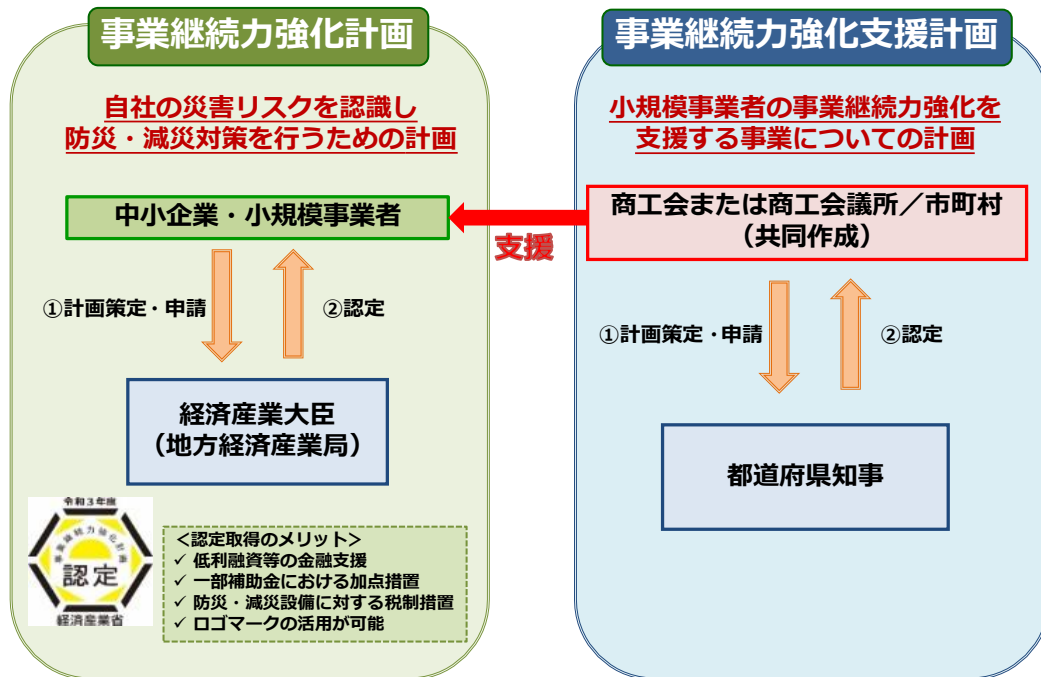 事業継続力強化計画
自社の災害リスクを認識し
防災・減災対策を行うための計画
中小企業・小規模事業者
①計画策定・申請
②認定
経済産業大臣
（地方経済産業局）
令和3年度
事業継続力強化計画
認定
経済産業省
＜認定取得のメリット＞
✓ 低利融資等の金融支援
✓ 一部補助金における加点措置
✓ 防災・減災設備に対する税制措置
✓ ロゴマークの活用が可能
支援
事業継続力強化支援計画
小規模事業者の事業継続力強化を
支援する事業についての計画
商工会または商工会議所／市町村
（共同作成）
①計画策定・申請
②認定
都道府県知事